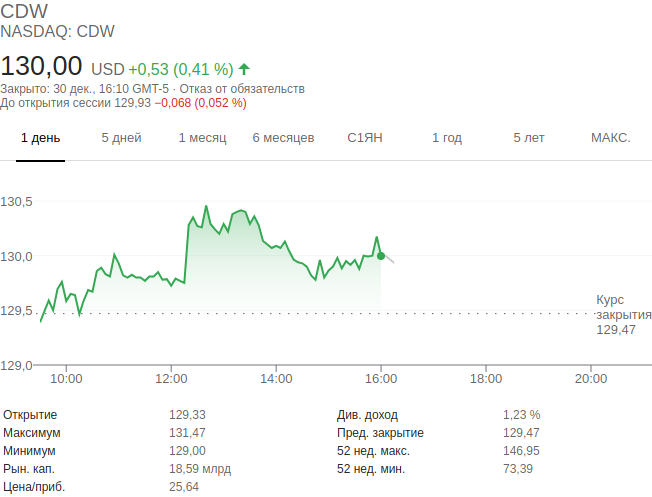 CDW
NASDAQ: CDW
130,00 USD +0,53 (0,41 %)
Закрыто: 30 дек., 16:10 GMT-5 · Отказ от обязательств
До открытия сессии 129,93 −0,068 (0,052 %)
1 день 5 дней 1 месяц 6 месяцев С1ЯН 1 год 5 лет МАКС.
130,5
130,0
129,5
Курс
закрытия
129,47
129,0
10:00 12:00 14:00 16:00 18:00 20:00
Открытие 129,33 Див. доход 1,23 %
Максимум 131,47 Пред. закрытие 129,47
Минимум 129,00 52 нед. макс. 146,95
Рын. кап. 18,59 млрд 52 нед. мин. 73,39
Цена/приб. 25,64